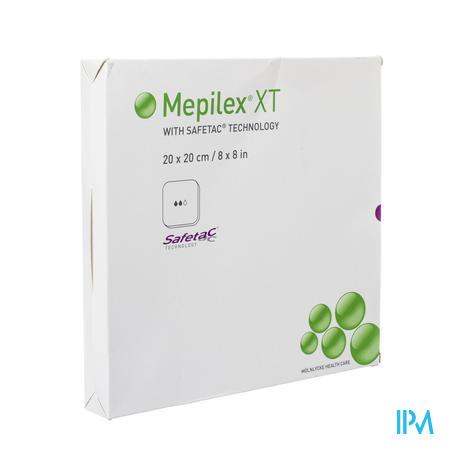 Mepilex® XT
WITH SAFETAC® TECHNOLOGY
20 x 20 cm / 8 x 8 in
Safetac
TECHNOLOGY
MÖLNLYCKE HEALTH CARE
IPM